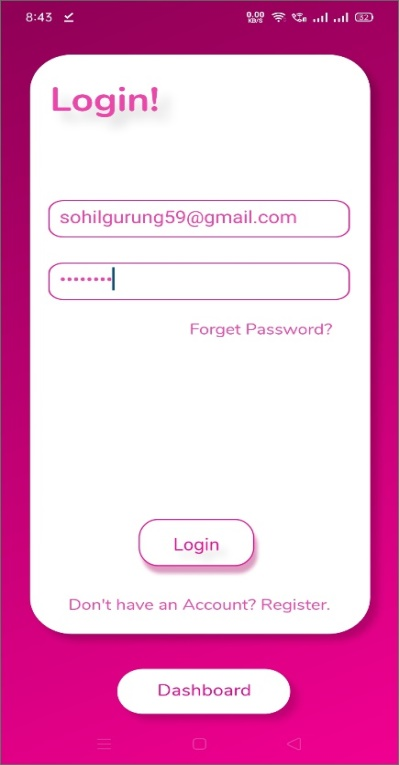 8:43 0.00 KB/S 32
Login!
sohilgurung59@gmail.com
••••••••
Forget Password?
Login
Don't have an Account? Register.
Dashboard